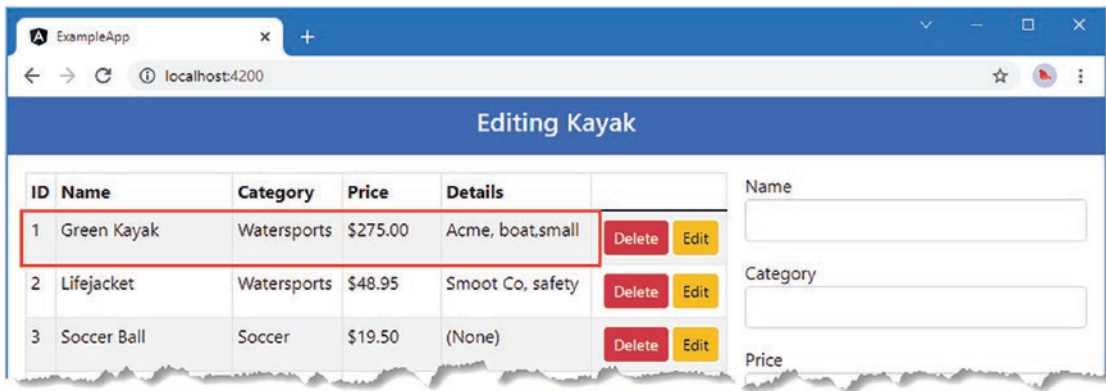 ExampleApp
localhost:4200
Editing Kayak
ID Name Category Price Details
1 Green Kayak Watersports $275.00 Acme, boat,small Delete Edit
2 Lifejacket Watersports $48.95 Smoot Co, safety Delete Edit
3 Soccer Ball Soccer $19.50 (None) Delete Edit
Name
Category
Price